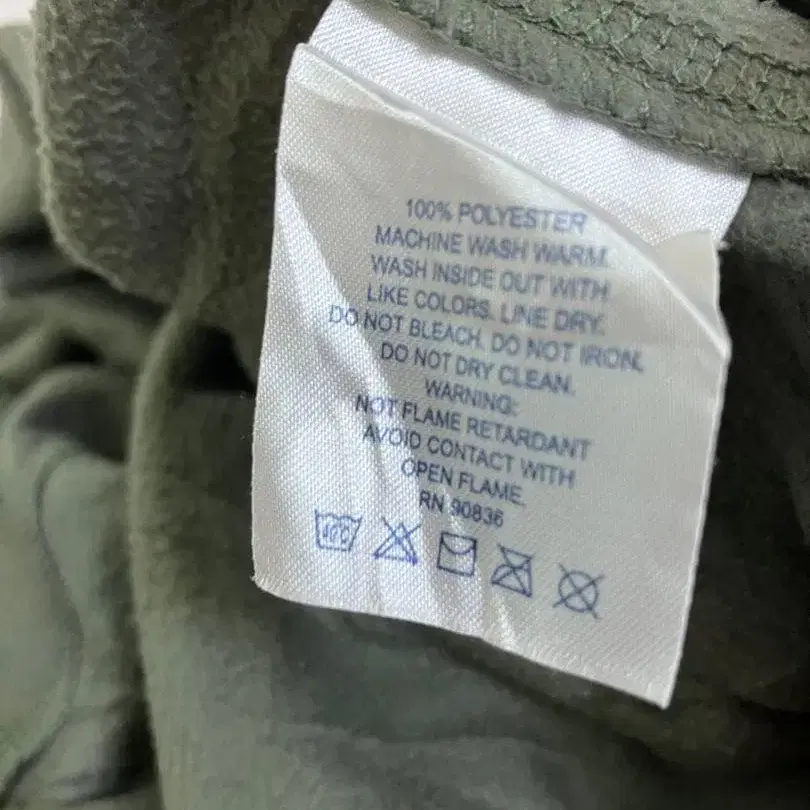 100% POLYESTER
MACHINE WASH WARM.
WASH INSIDE OUT WITH
LIKE COLORS. LINE DRY.
DO NOT BLEACH. DO NOT IRON.
DO NOT DRY CLEAN.
WARNING:
NOT FLAME RETARDANT
AVOID CONTACT WITH
OPEN FLAME.
RN 90836
40°C